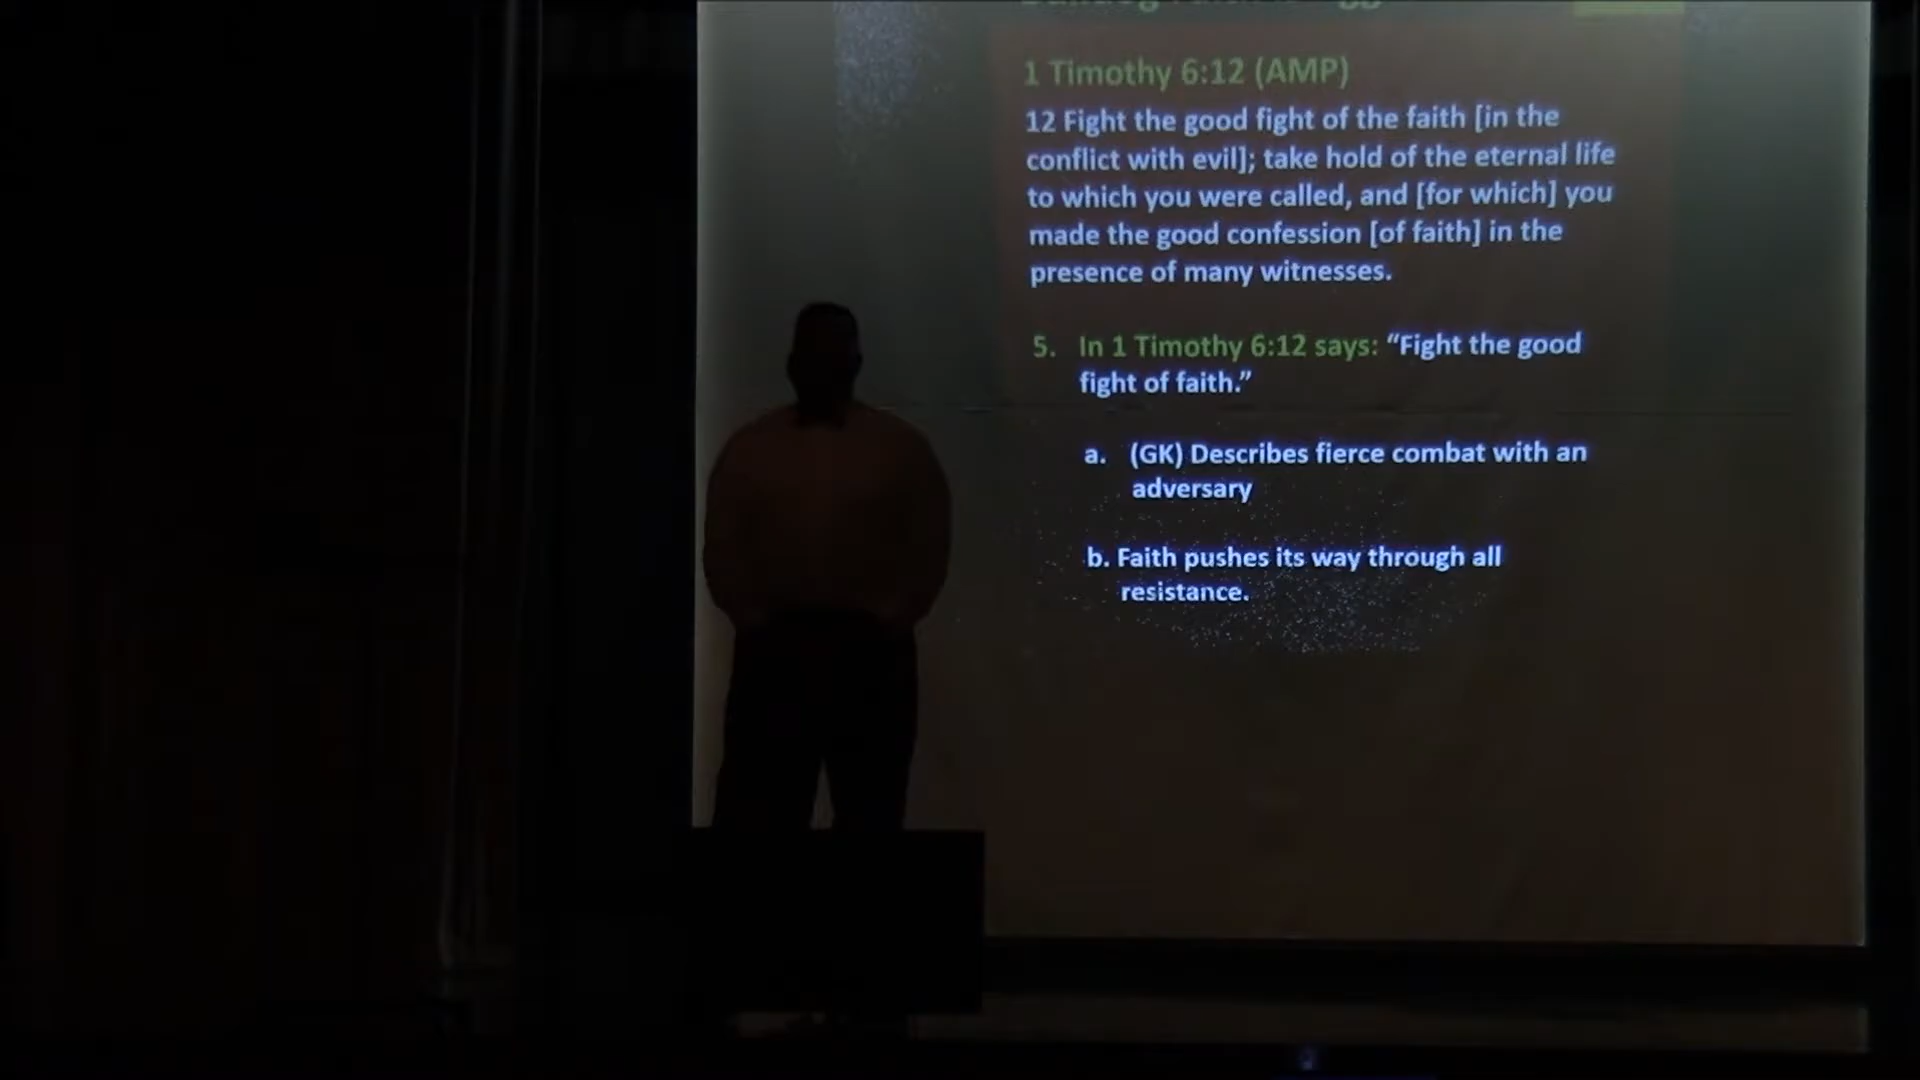 1 Timothy 6:12 (AMP)
12 Fight the good fight of the faith [in the
conflict with evil]; take hold of the eternal life
to which you were called, and [for which] you
made the good confession [of faith] in the
presence of many witnesses.
5. In 1 Timothy 6:12 says: “Fight the good
fight of faith.”
a. (GK) Describes fierce combat with an
adversary
b. Faith pushes its way through all
resistance.